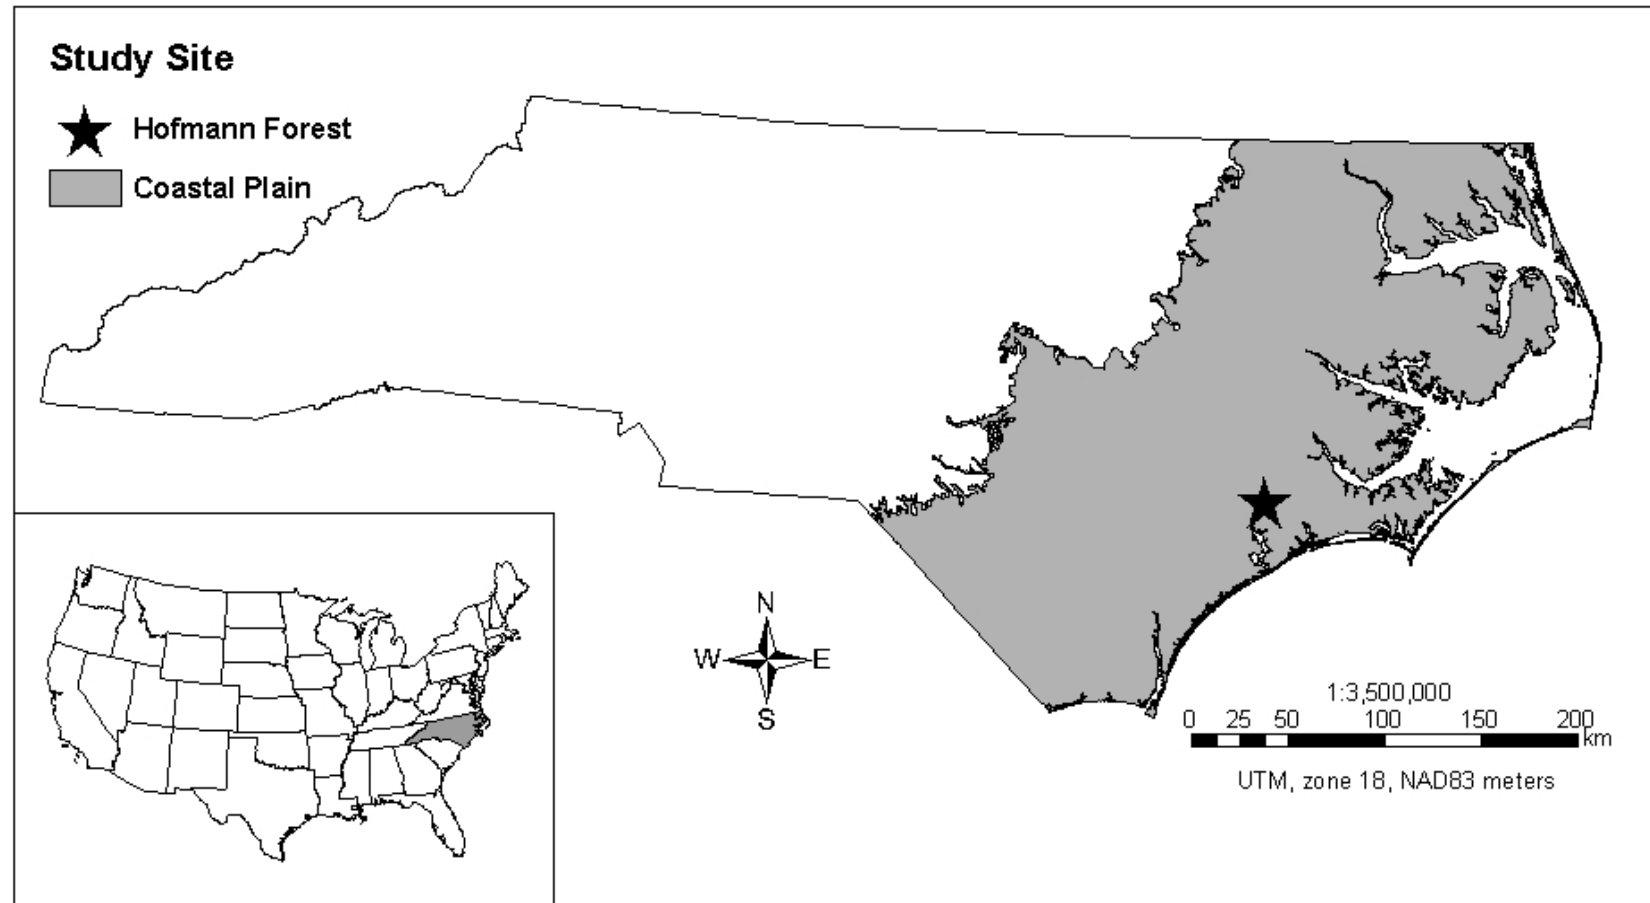 Study Site
Hofmann Forest
Coastal Plain
N
W E
S
1:3,500,000
0 25 50 100 150 200
km
UTM, zone 18, NAD83 meters